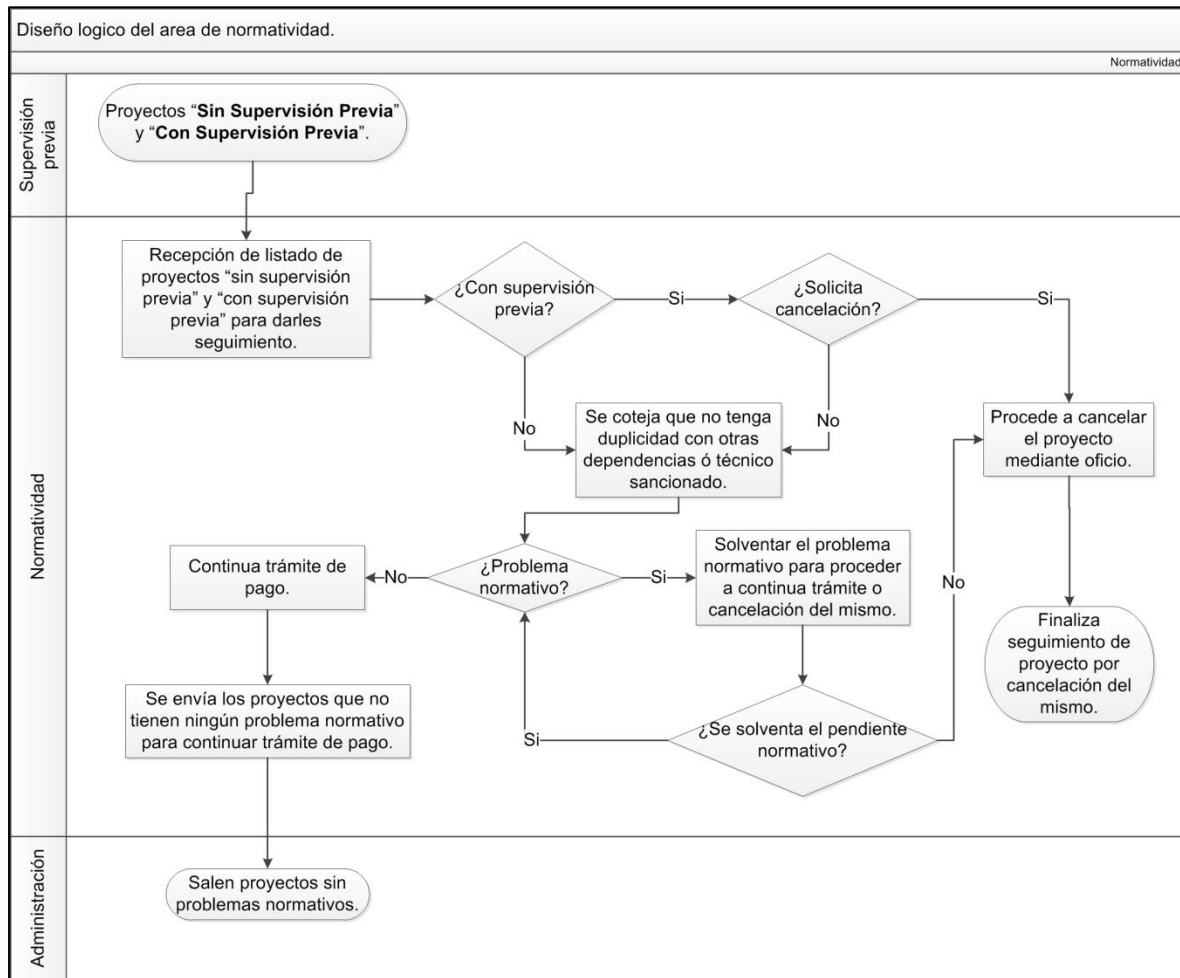 Diseño logico del area de normatividad.
Normatividad
Supervisión
previa
Proyectos “Sin Supervisión Previa”
y “Con Supervisión Previa”.
Normatividad
Recepción de listado de
proyectos “sin supervisión
previa” y “con supervisión
previa” para darles
seguimiento.
¿Con supervisión
previa?
Si
¿Solicita
cancelación?
Si
No
No
Se coteja que no tenga
duplicidad con otras
dependencias ó técnico
sancionado.
Procede a cancelar
el proyecto
mediante oficio.
Continua trámite de
pago.
No
¿Problema
normativo?
Si
Solventar el problema
normativo para proceder
a continua trámite o
cancelación del mismo.
No
Finaliza
seguimiento de
proyecto por
cancelación del
mismo.
Se envía los proyectos que no
tienen ningún problema normativo
para continuar trámite de pago.
Si
¿Se solventa el pendiente
normativo?
Administración
Salen proyectos sin
problemas normativos.